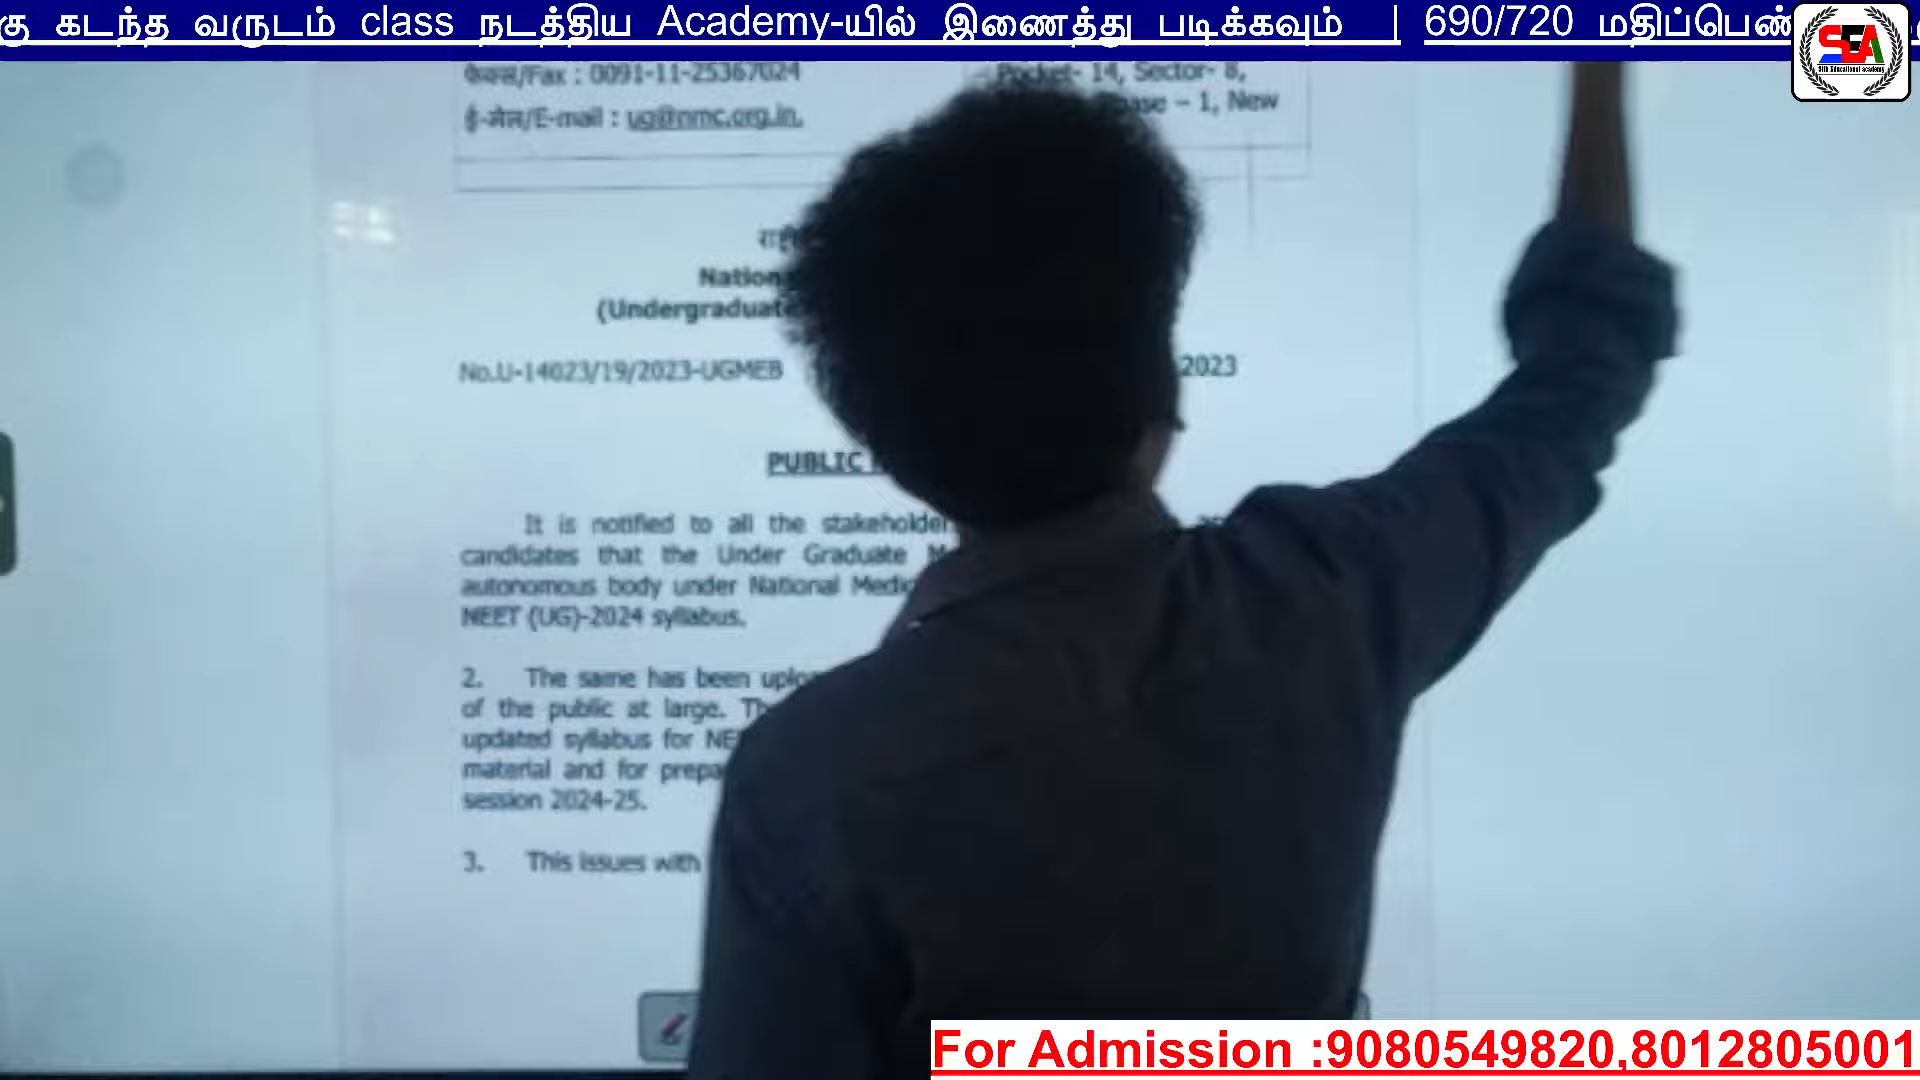 கு கடந்த வருடம் class நடத்திய Academy-யில் இணைத்து படிக்கவும் | 690/720 மதிப்பெண்
SEA
फैक्स/Fax : 0091-11-25367024 Pocket- 14, Sector- 8,
ई-मेल/E-mail : ug@nmc.org.in. Phase – 1, New
Nation
(Undergraduate
No.U-14023/19/2023-UGMEB 2023
PUBLIC
It is notified to all the stakeholder
candidates that the Under Graduate M
autonomous body under National Medic
NEET (UG)-2024 syllabus.
2. The same has been uplo
of the public at large. Th
updated syllabus for NE
material and for prepa
session 2024-25.
3. This issues with
For Admission :9080549820,8012805001